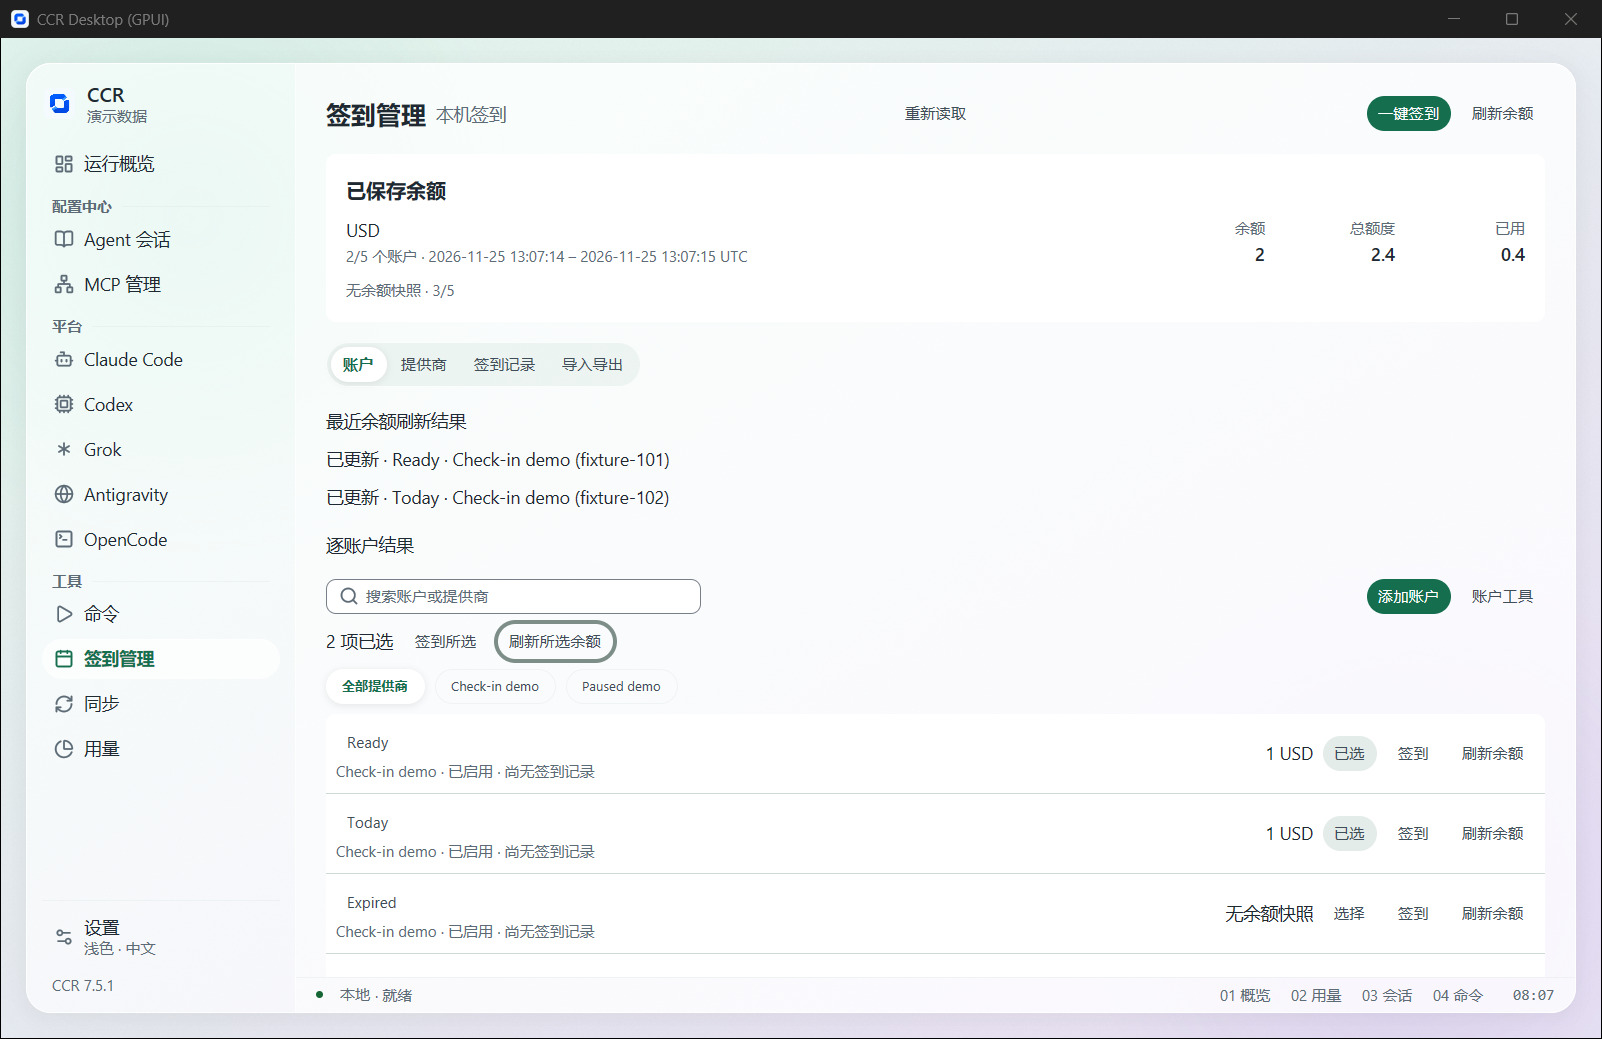 CCR Desktop (GPUI)
CCR
演示数据
运行概览
配置中心
Agent 会话
MCP 管理
平台
Claude Code
Codex
Grok
Antigravity
OpenCode
工具
命令
签到管理
同步
用量
设置
浅色 · 中文
CCR 7.5.1
签到管理 本机签到
重新读取
一键签到
刷新余额
已保存余额
USD
2/5 个账户 · 2026-11-25 13:07:14 – 2026-11-25 13:07:15 UTC
无余额快照 · 3/5
余额
2
总额度
2.4
已用
0.4
账户
提供商
签到记录
导入导出
最近余额刷新结果
已更新 · Ready · Check-in demo (fixture-101)
已更新 · Today · Check-in demo (fixture-102)
逐账户结果
搜索账户或提供商
添加账户
账户工具
2 项已选
签到所选
刷新所选余额
全部提供商
Check-in demo
Paused demo
Ready
Check-in demo · 已启用 · 尚无签到记录
1 USD
已选
签到
刷新余额
Today
Check-in demo · 已启用 · 尚无签到记录
1 USD
已选
签到
刷新余额
Expired
Check-in demo · 已启用 · 尚无签到记录
无余额快照
选择
签到
刷新余额
本地 · 就绪
01 概览
02 用量
03 会话
04 命令
08:07